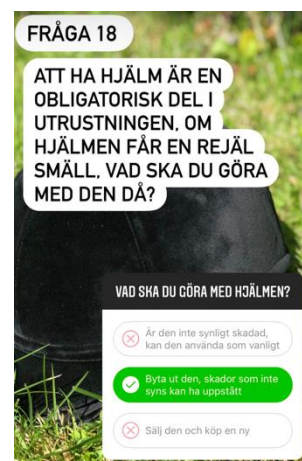 FRÅGA 18
ATT HA HJÄLM ÄR EN
OBLIGATORISK DEL I
UTRUSTNINGEN, OM
HJÄLMEN FÅR EN REJÄL
SMÄLL, VAD SKA DU GÖRA
MED DEN DÅ?
VAD SKA DU GÖRA MED HJÄLMEN?
Är den inte synligt skadad,
kan den använda som vanligt
Byta ut den, skador som inte
syns kan ha uppstått
Sälj den och köp en ny